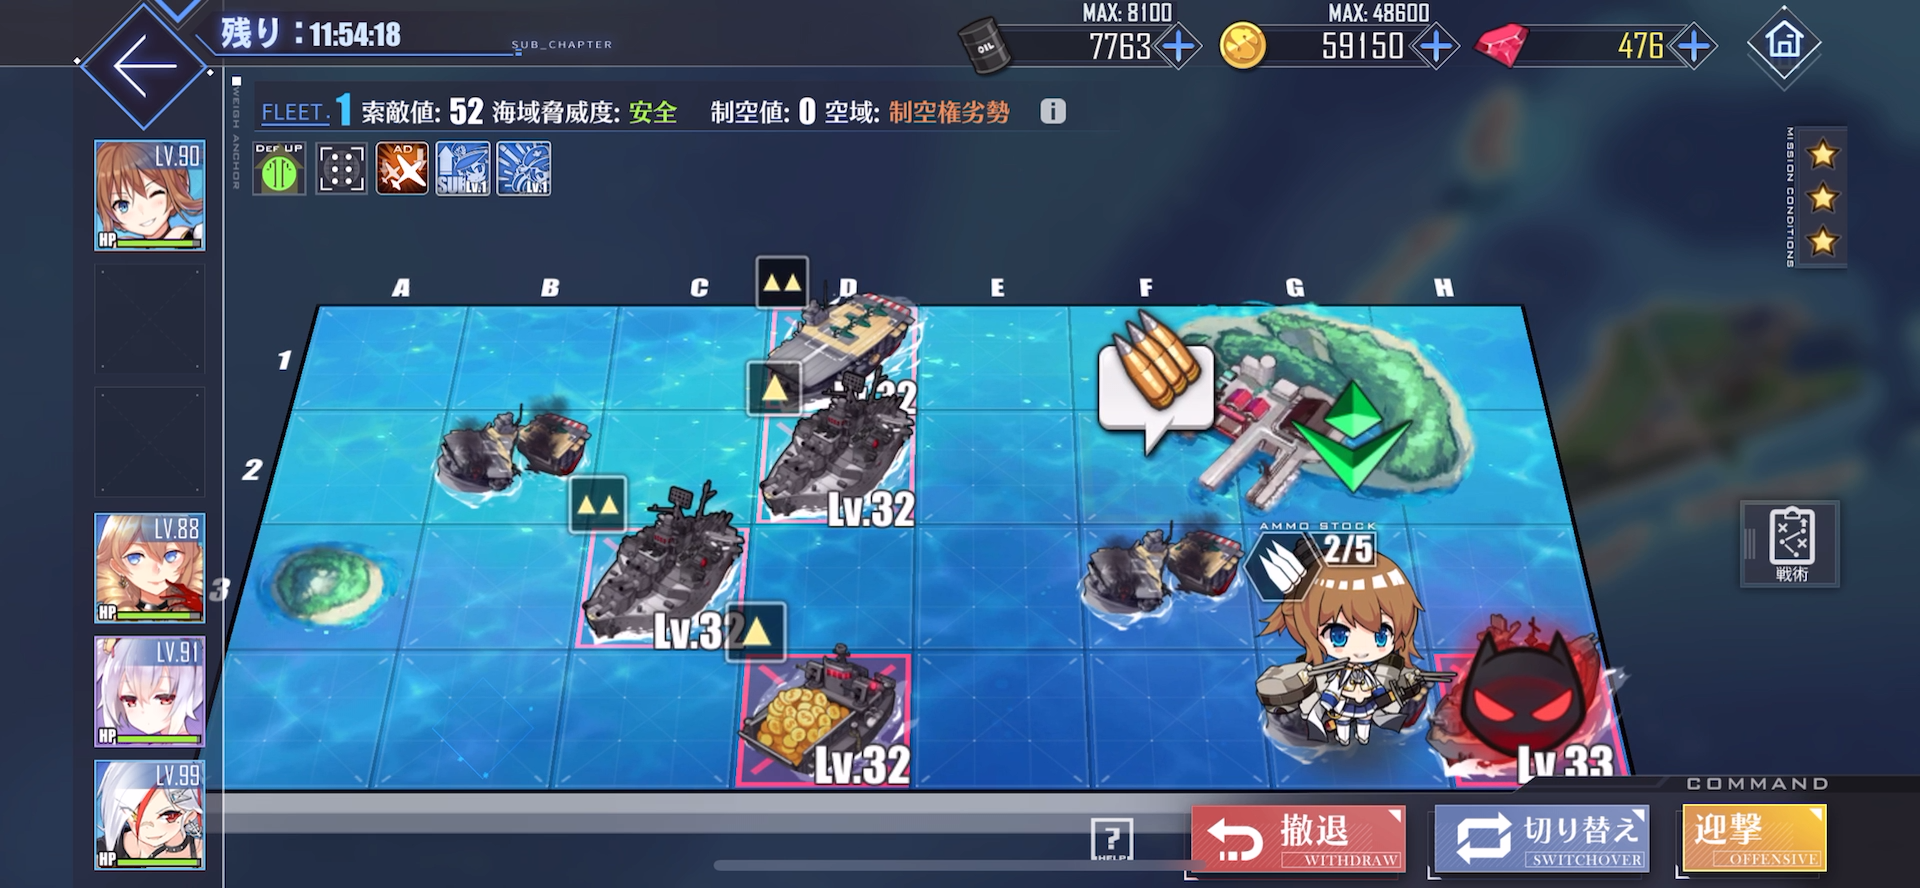 残り：11:54:18
SUB_CHAPTER
MAX: 8100
7763
MAX: 48600
59150
476
OIL
WEIGH ANCHOR
FLEET. 1 索敵値: 52 海域脅威度: 安全 制空値: 0 空域: 制空権劣勢 i
DEF UP
AD
SUB LV.1
LV.1
MISSION CONDITIONS
LV.90
HP
LV.88
HP
LV.91
HP
LV.99
HP
A B C D E F G H
1
2
3
Lv.32
Lv.32
Lv.32
AMMO STOCK
2/5
Lv.33
戦術
COMMAND
? HELP
撤退
WITHDRAW
切り替え
SWITCHOVER
迎撃
OFFENSIVE